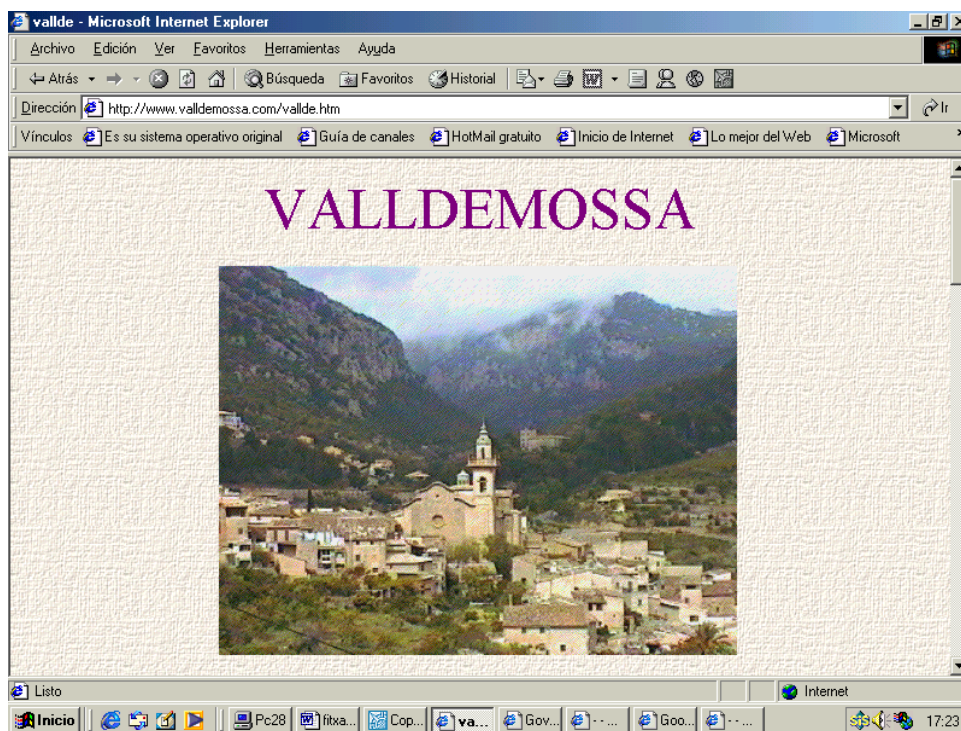 vallde - Microsoft Internet Explorer
Archivo Edición Ver Favoritos Herramientas Ayuda
Atrás Búsqueda Favoritos Historial
Dirección http://www.valldemossa.com/vallde.htm Ir
Vínculos Es su sistema operativo original Guía de canales HotMail gratuito Inicio de Internet Lo mejor del Web Microsoft
VALLDEMOSSA
Listo Internet
Inicio Pc28 fitxa... Cop... va... Gov... - - ... Goo... - - ... 17:23